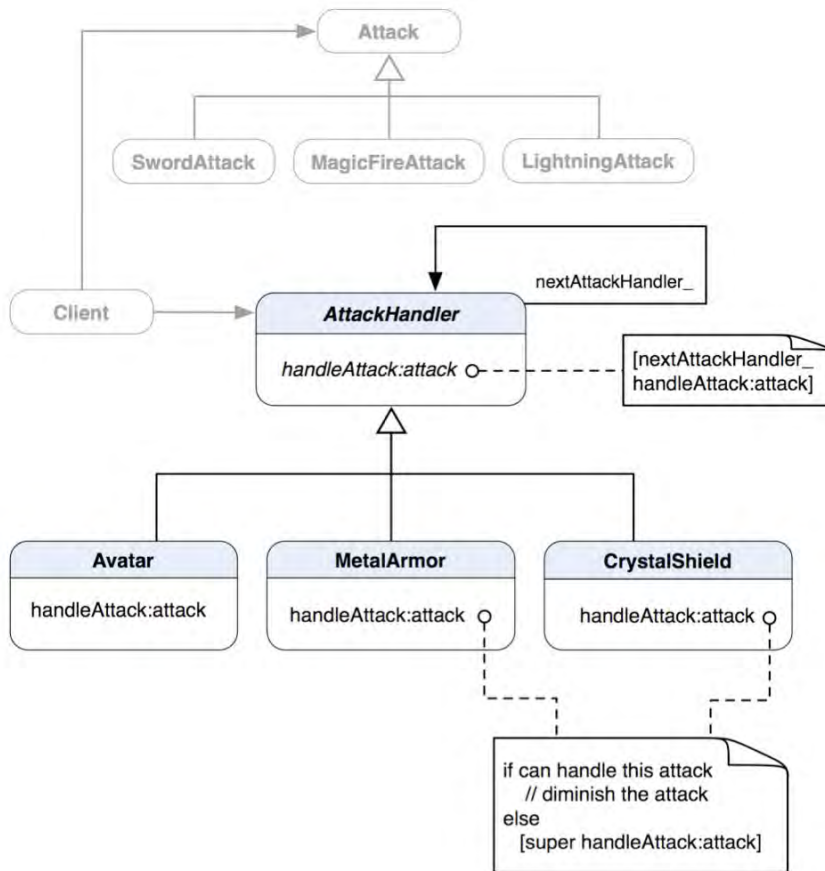 Attack
SwordAttack
MagicFireAttack
LightningAttack
nextAttackHandler_
Client
AttackHandler
handleAttack:attack
[nextAttackHandler_
handleAttack:attack]
Avatar
MetalArmor
CrystalShield
handleAttack:attack
handleAttack:attack
handleAttack:attack
if can handle this attack
// diminish the attack
else
[super handleAttack:attack]